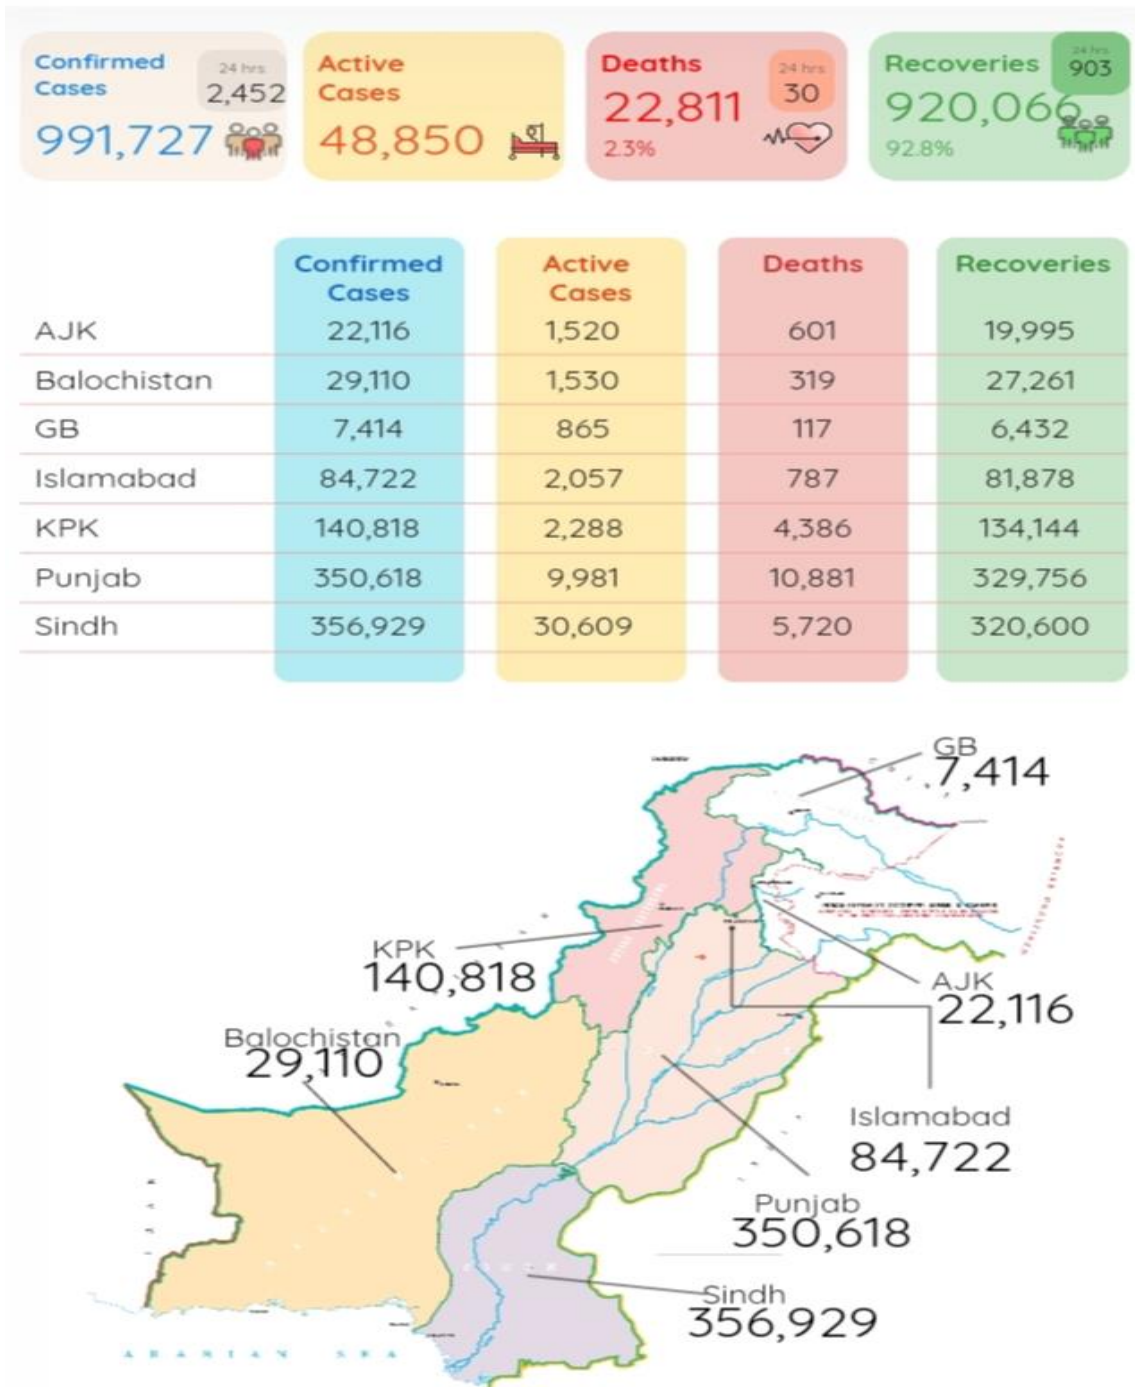 Confirmed
Cases
24 hrs
2,452
991,727
Active
Cases
48,850
Deaths
24 hrs
30
22,811
2.3%
Recoveries
24 hrs
903
920,066
92.8%
Confirmed Cases Active Cases Deaths Recoveries
AJK 22,116 1,520 601 19,995
Balochistan 29,110 1,530 319 27,261
GB 7,414 865 117 6,432
Islamabad 84,722 2,057 787 81,878
KPK 140,818 2,288 4,386 134,144
Punjab 350,618 9,981 10,881 329,756
Sindh 356,929 30,609 5,720 320,600
GB
7,414
KPK
140,818
AJK
22,116
Balochistan
29,110
Islamabad
84,722
Punjab
350,618
Sindh
356,929
ARABIAN SEA